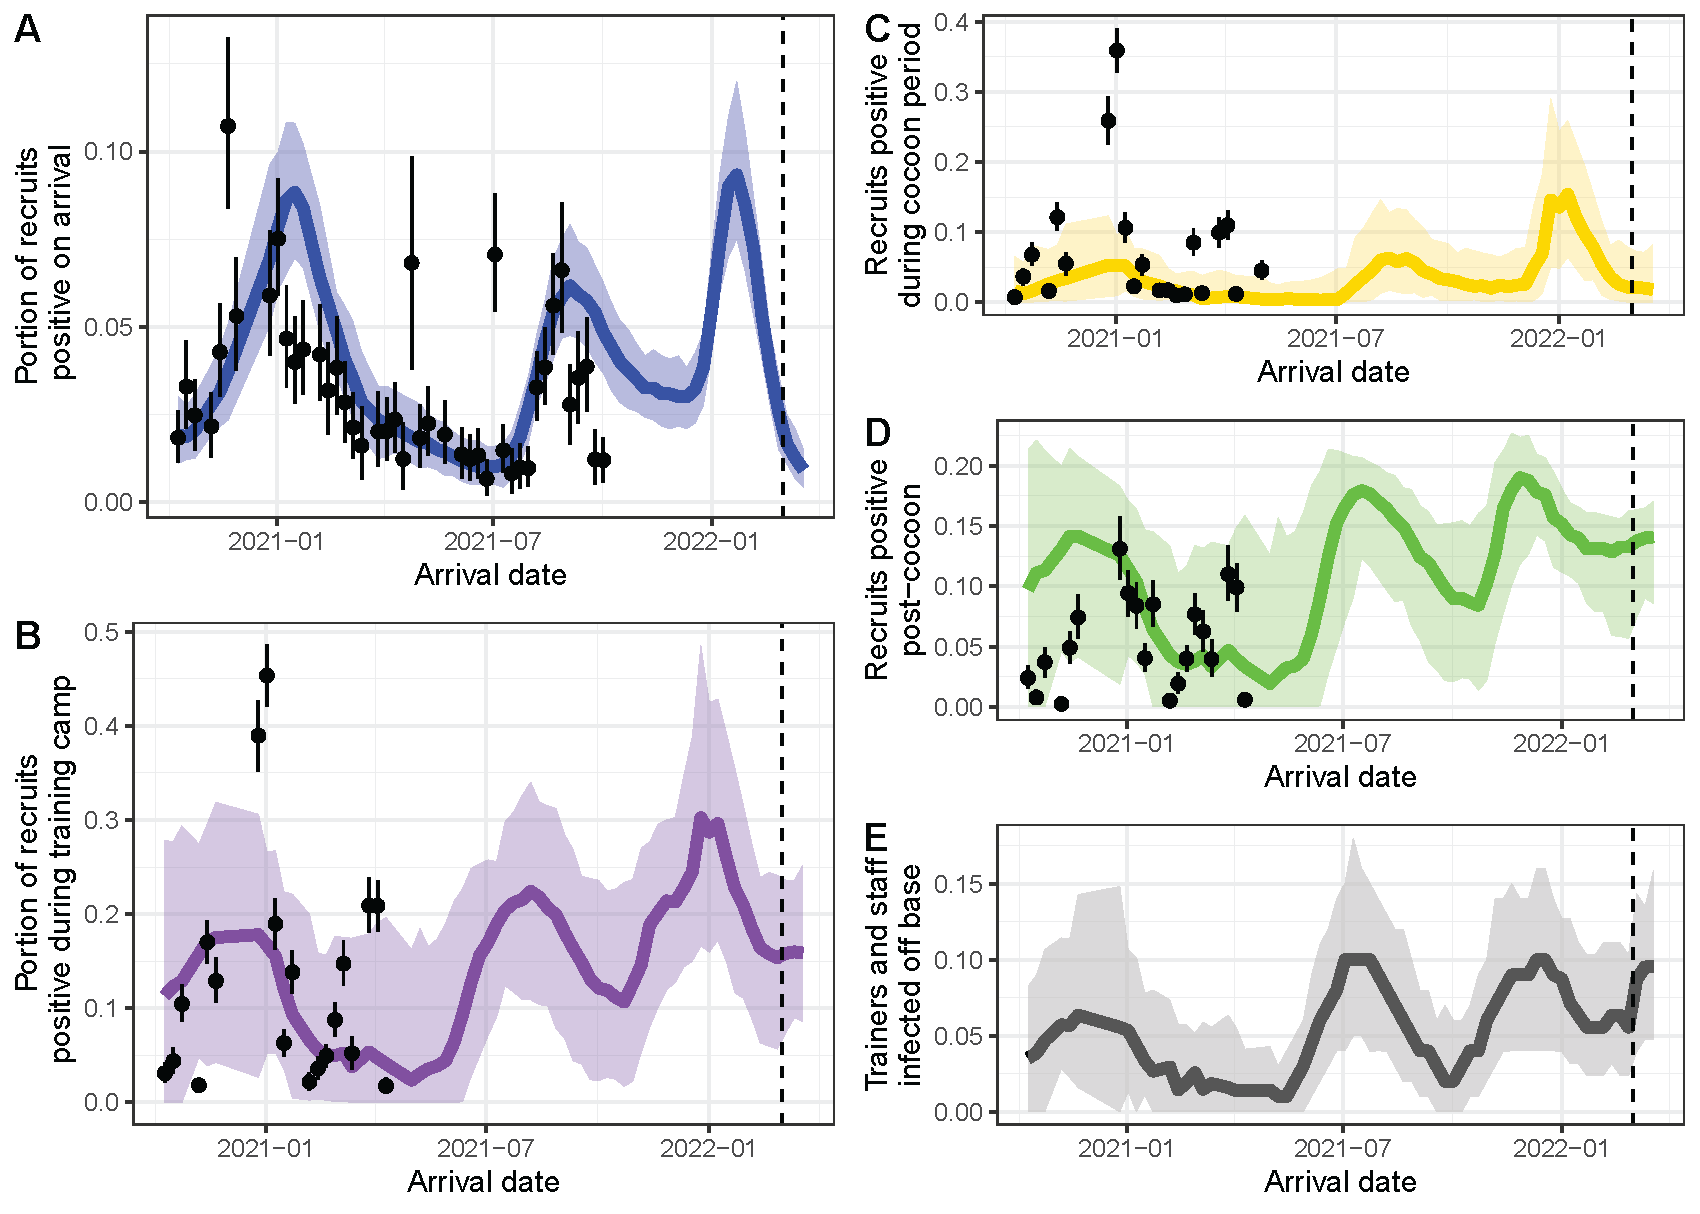 A
Portion of recruits
positive on arrival
0.10
0.05
0.00
2021−01
2021−07
2022−01
Arrival date
B
Portion of recruits
positive during training camp
0.5
0.4
0.3
0.2
0.1
0.0
2021−01
2021−07
2022−01
Arrival date
C
Recruits positive
during cocoon period
0.4
0.3
0.2
0.1
0.0
2021−01
2021−07
2022−01
Arrival date
D
Recruits positive
post−cocoon
0.20
0.15
0.10
0.05
0.00
2021−01
2021−07
2022−01
Arrival date
E
Trainers and staff
infected off base
0.15
0.10
0.05
0.00
2021−01
2021−07
2022−01
Arrival date